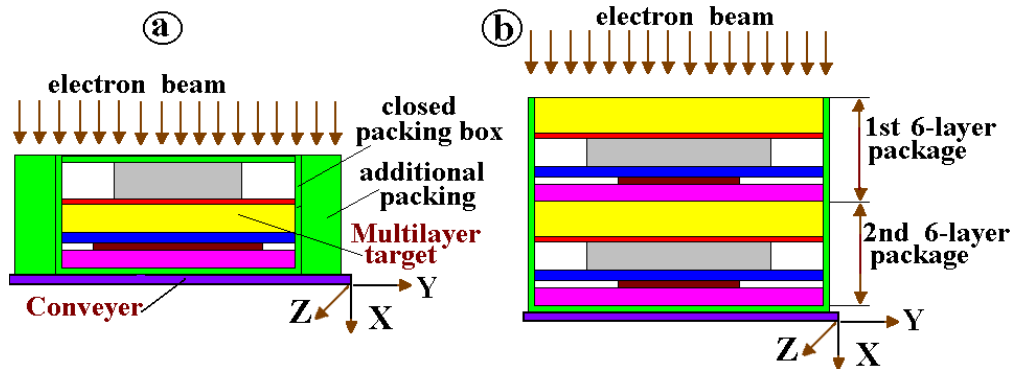 a
electron beam
closed
packing box
additional
packing
Multilayer
target
Conveyer
Y
Z
X
b
electron beam
1st 6-layer
package
2nd 6-layer
package
Y
Z
X